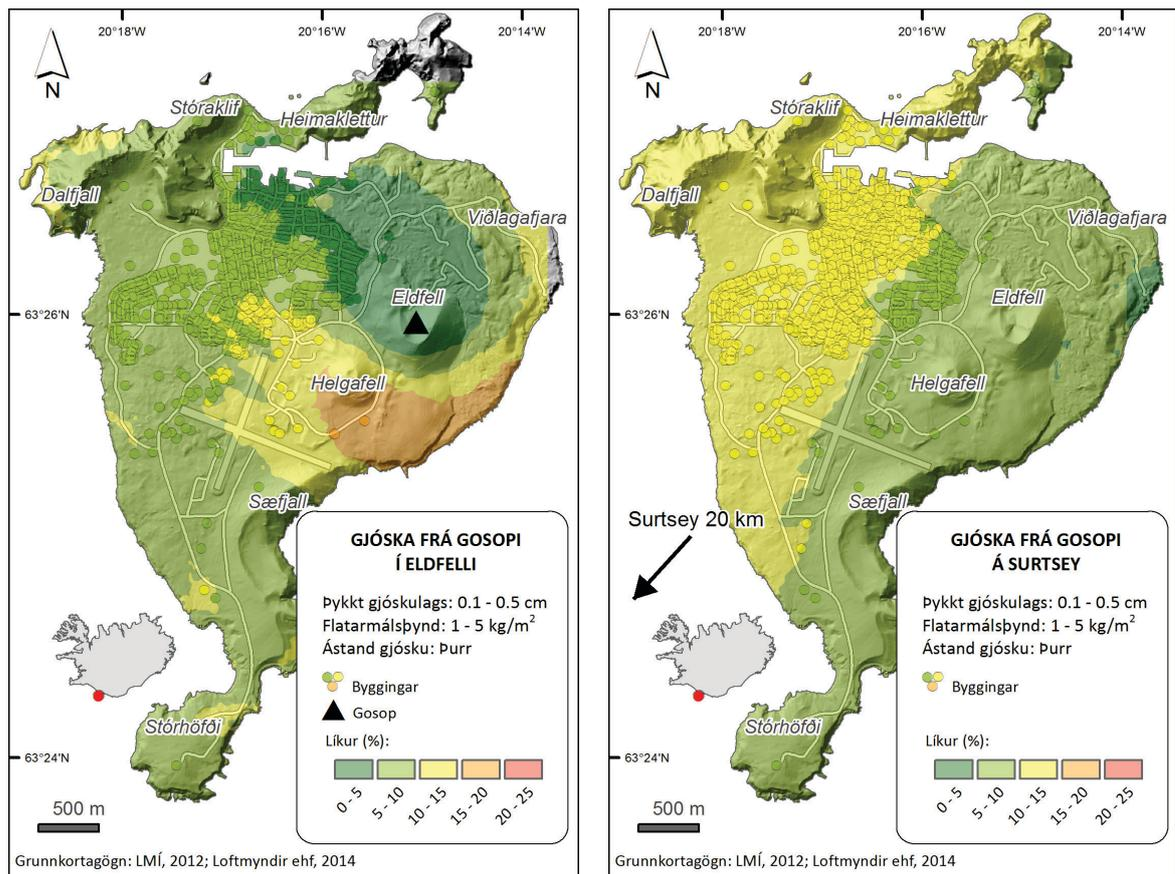 20°18'W
20°16'W
20°14'W
N
Stóraklif
Heimaklettur
Dalfjall
Viðlagafjara
Eldfell
63°26'N
Helgafell
Sæfjall
GJÓSKA FRÁ GOSOPI
Í ELDFELLI
Þykkt gjóskulags: 0.1 - 0.5 cm
Flatarmálsþynd: 1 - 5 kg/m²
Ástand gjósku: Þurr
Byggingar
Gosop
Stórhöfði
Líkur (%):
63°24'N
0 - 5
5 - 10
10 - 15
15 - 20
20 - 25
500 m
Grunnkortagögn: LMÍ, 2012; Loftmyndir ehf, 2014
20°18'W
20°16'W
20°14'W
N
Stóraklif
Heimaklettur
Dalfjall
Viðlagafjara
Eldfell
63°26'N
Helgafell
Sæfjall
Surtsey 20 km
GJÓSKA FRÁ GOSOPI
Á SURTSEY
Þykkt gjóskulags: 0.1 - 0.5 cm
Flatarmálsþynd: 1 - 5 kg/m²
Ástand gjósku: Þurr
Byggingar
Stórhöfði
Líkur (%):
63°24'N
0 - 5
5 - 10
10 - 15
15 - 20
20 - 25
500 m
Grunnkortagögn: LMÍ, 2012; Loftmyndir ehf, 2014